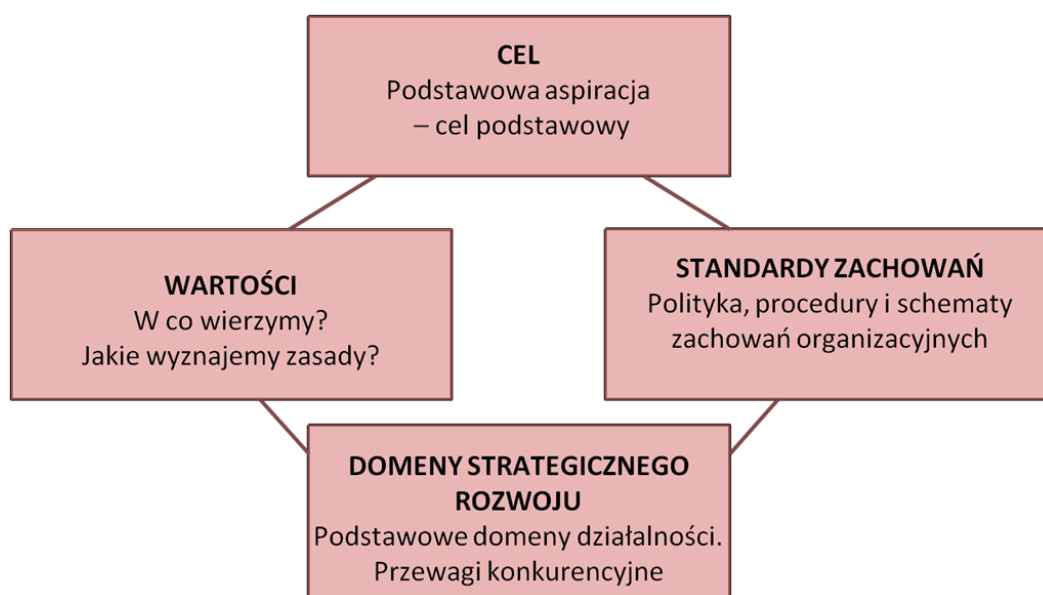 CEL
Podstawowa aspiracja
– cel podstawowy
WARTOŚCI
W co wierzymy?
Jakie wyznajemy zasady?
STANDARDY ZACHOWAŃ
Polityka, procedury i schematy
zachowań organizacyjnych
DOMENY STRATEGICZNEGO
ROZWOJU
Podstawowe domeny działalności.
Przewagi konkurencyjne